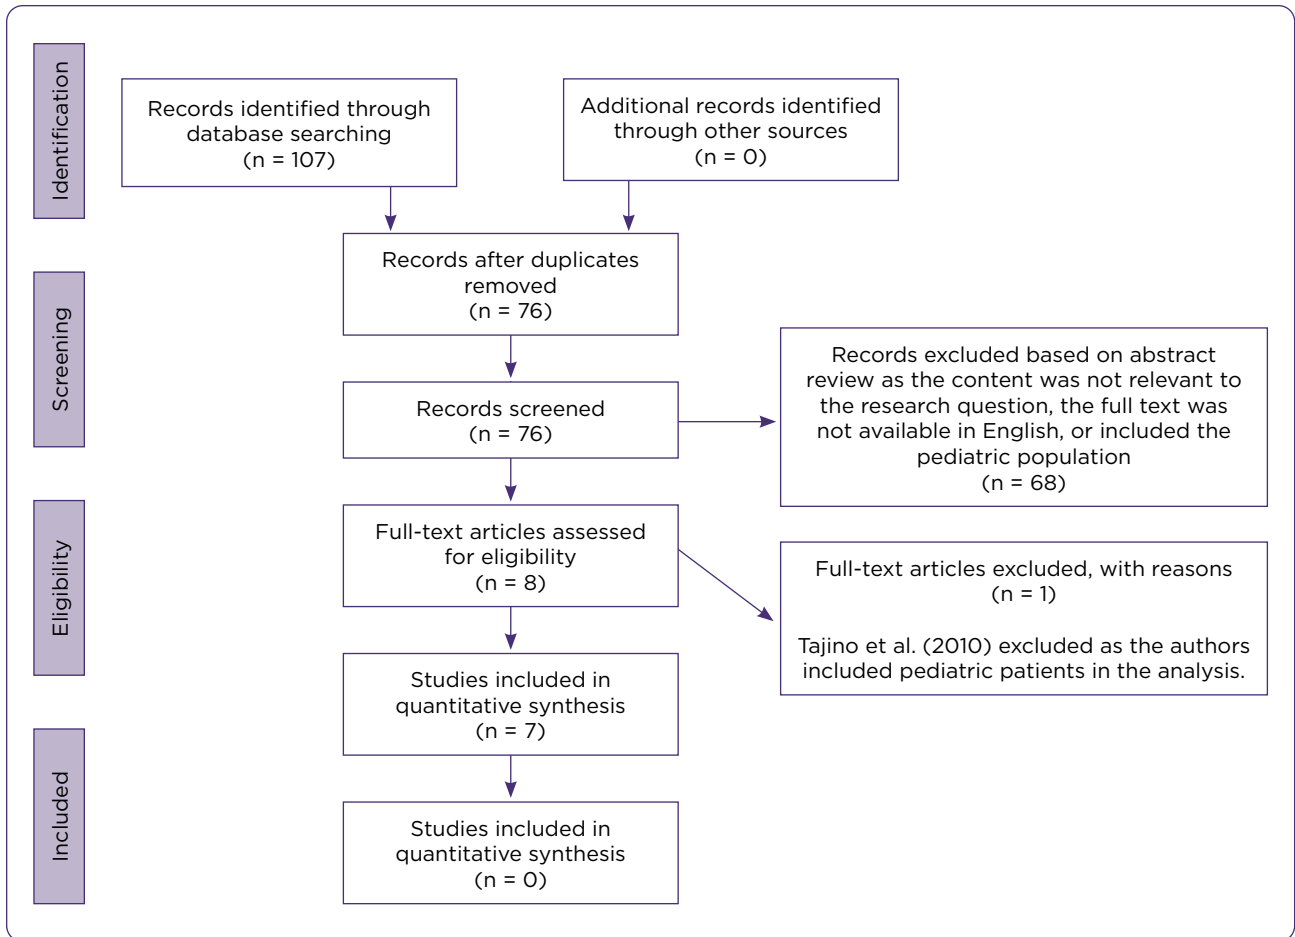 Identification
Records identified through
database searching
(n = 107)
Additional records identified
through other sources
(n = 0)
Records after duplicates
removed
(n = 76)
Screening
Records screened
(n = 76)
Records excluded based on abstract
review as the content was not relevant to
the research question, the full text was
not available in English, or included the
pediatric population
(n = 68)
Eligibility
Full-text articles assessed
for eligibility
(n = 8)
Full-text articles excluded, with reasons
(n = 1)
Tajino et al. (2010) excluded as the authors
included pediatric patients in the analysis.
Studies included in
quantitative synthesis
(n = 7)
Included
Studies included in
quantitative synthesis
(n = 0)